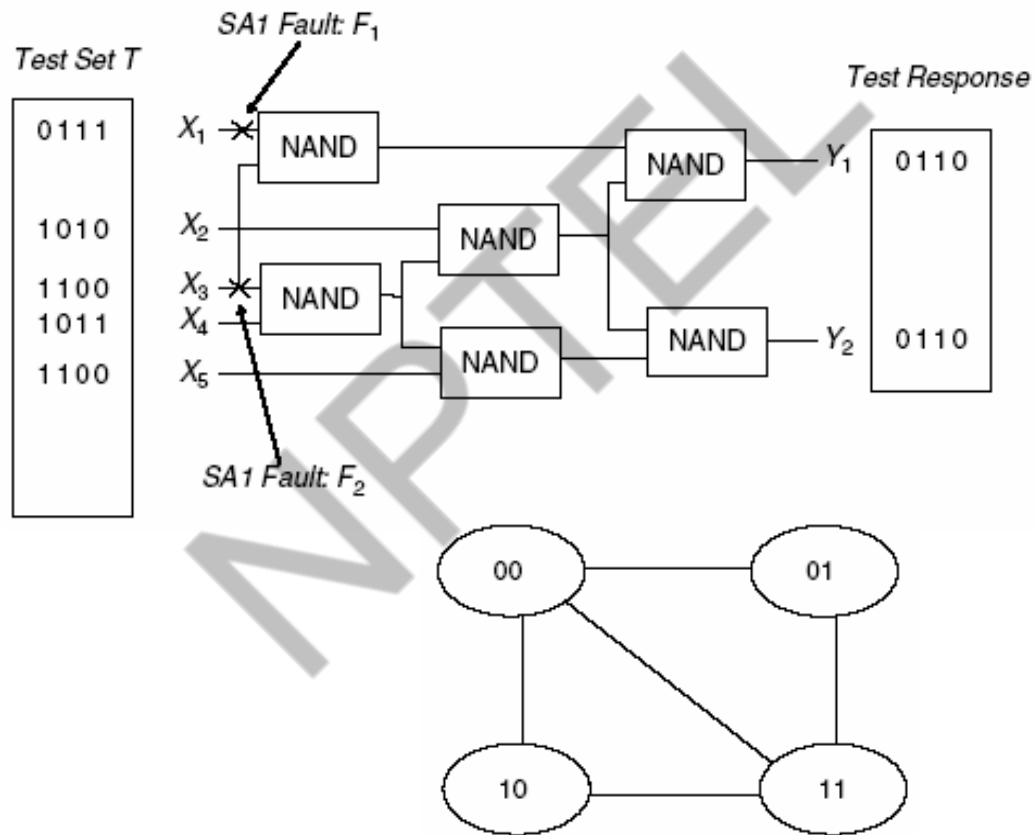 SA1 Fault: F₁
Test Set T
Test Response
0111
X₁
NAND
NAND
Y₁
0110
1010
X₂
NAND
1100
X₃
NAND
1011
X₄
NAND
NAND
Y₂
0110
1100
X₅
SA1 Fault: F₂
NPTEL
00
01
10
11